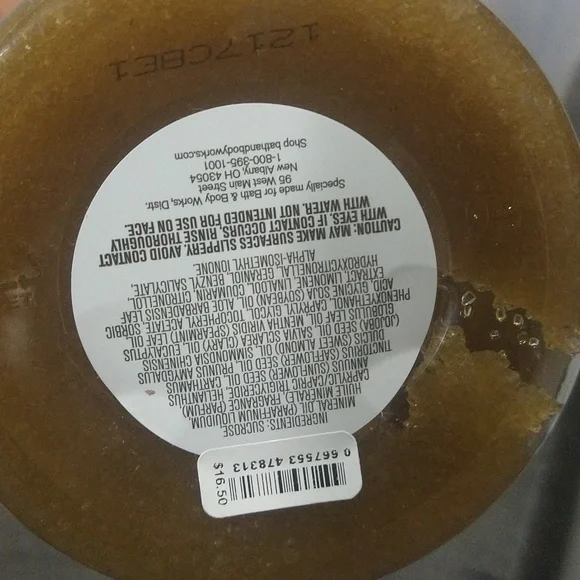 INGREDIENTS: SUCROSE,
MINERAL OIL (PARAFFINUM LIQUIDUM,
HUILE MINERALE), FRAGRANCE (PARFUM)
CAPRYLIC/CAPRIC TRIGLYCERIDE, HELIANTHUS
ANNUUS (SUNFLOWER) SEED OIL, CARTHAMUS
TINCTORIUS (SAFFLOWER) SEED OIL, PRUNUS AMYGDALUS
DULCIS (SWEET ALMOND) OIL, SIMMONDSIA CHINENSIS
(JOJOBA) SEED OIL, SALVIA SCLAREA (CLARY) OIL, EUCALYPTUS
GLOBULUS LEAF OIL, MENTHA VIRIDIS (SPEARMINT) LEAF OIL,
PHENOXYETHANOL, CAPRYLYL GLYCOL, TOCOPHERYL ACETATE, SORBIC
ACID, GLYCINE SOJA (SOYBEAN) OIL, ALOE BARBADENSIS LEAF
EXTRACT, LIMONENE, LINALOOL, COUMARIN, CITRONELLOL,
HYDROXYCITRONELLAL, GERANIOL, BENZYL SALICYLATE,
ALPHA-ISOMETHYL IONONE.
CAUTION: MAY MAKE SURFACES SLIPPERY. AVOID CONTACT
WITH EYES. IF CONTACT OCCURS, RINSE THOROUGHLY
WITH WATER. NOT INTENDED FOR USE ON FACE.
Specially made for Bath & Body Works, Distr.
95 West Main Street
New Albany, OH 43054
1-800-395-1001
Shop bathandbodyworks.com
1217CBE1
0 667553 478313
$16.50